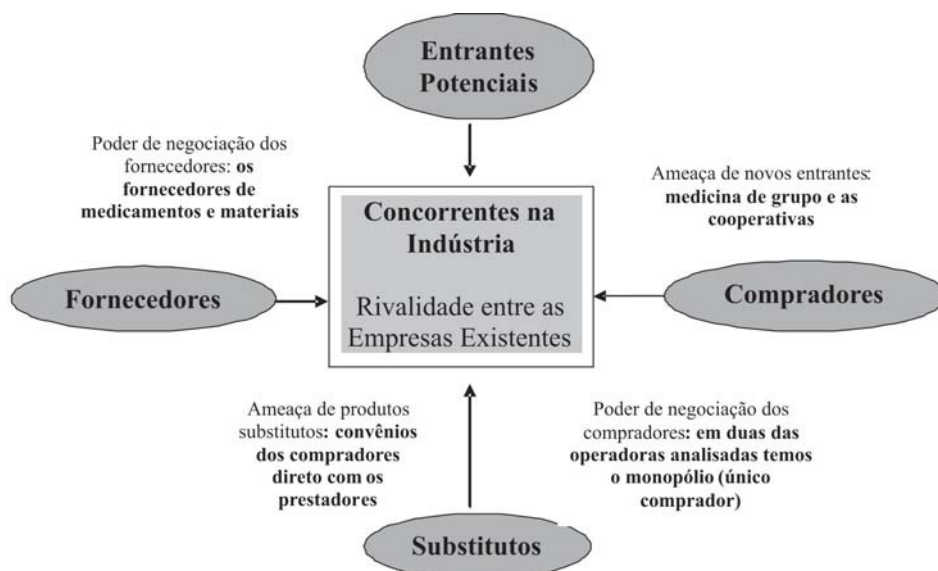 Entrantes
Potenciais
Poder de negociação dos
fornecedores: os
fornecedores de
medicamentos e materiais
Ameaça de novos entrantes:
medicina de grupo e as
cooperativas
Concorrentes na
Indústria
Rivalidade entre as
Empresas Existentes
Fornecedores
Compradores
Ameaça de produtos
substitutos: convênios
dos compradores
direto com os
prestadores
Poder de negociação dos
compradores: em duas das
operadoras analisadas temos
o monopólio (único
comprador)
Substitutos